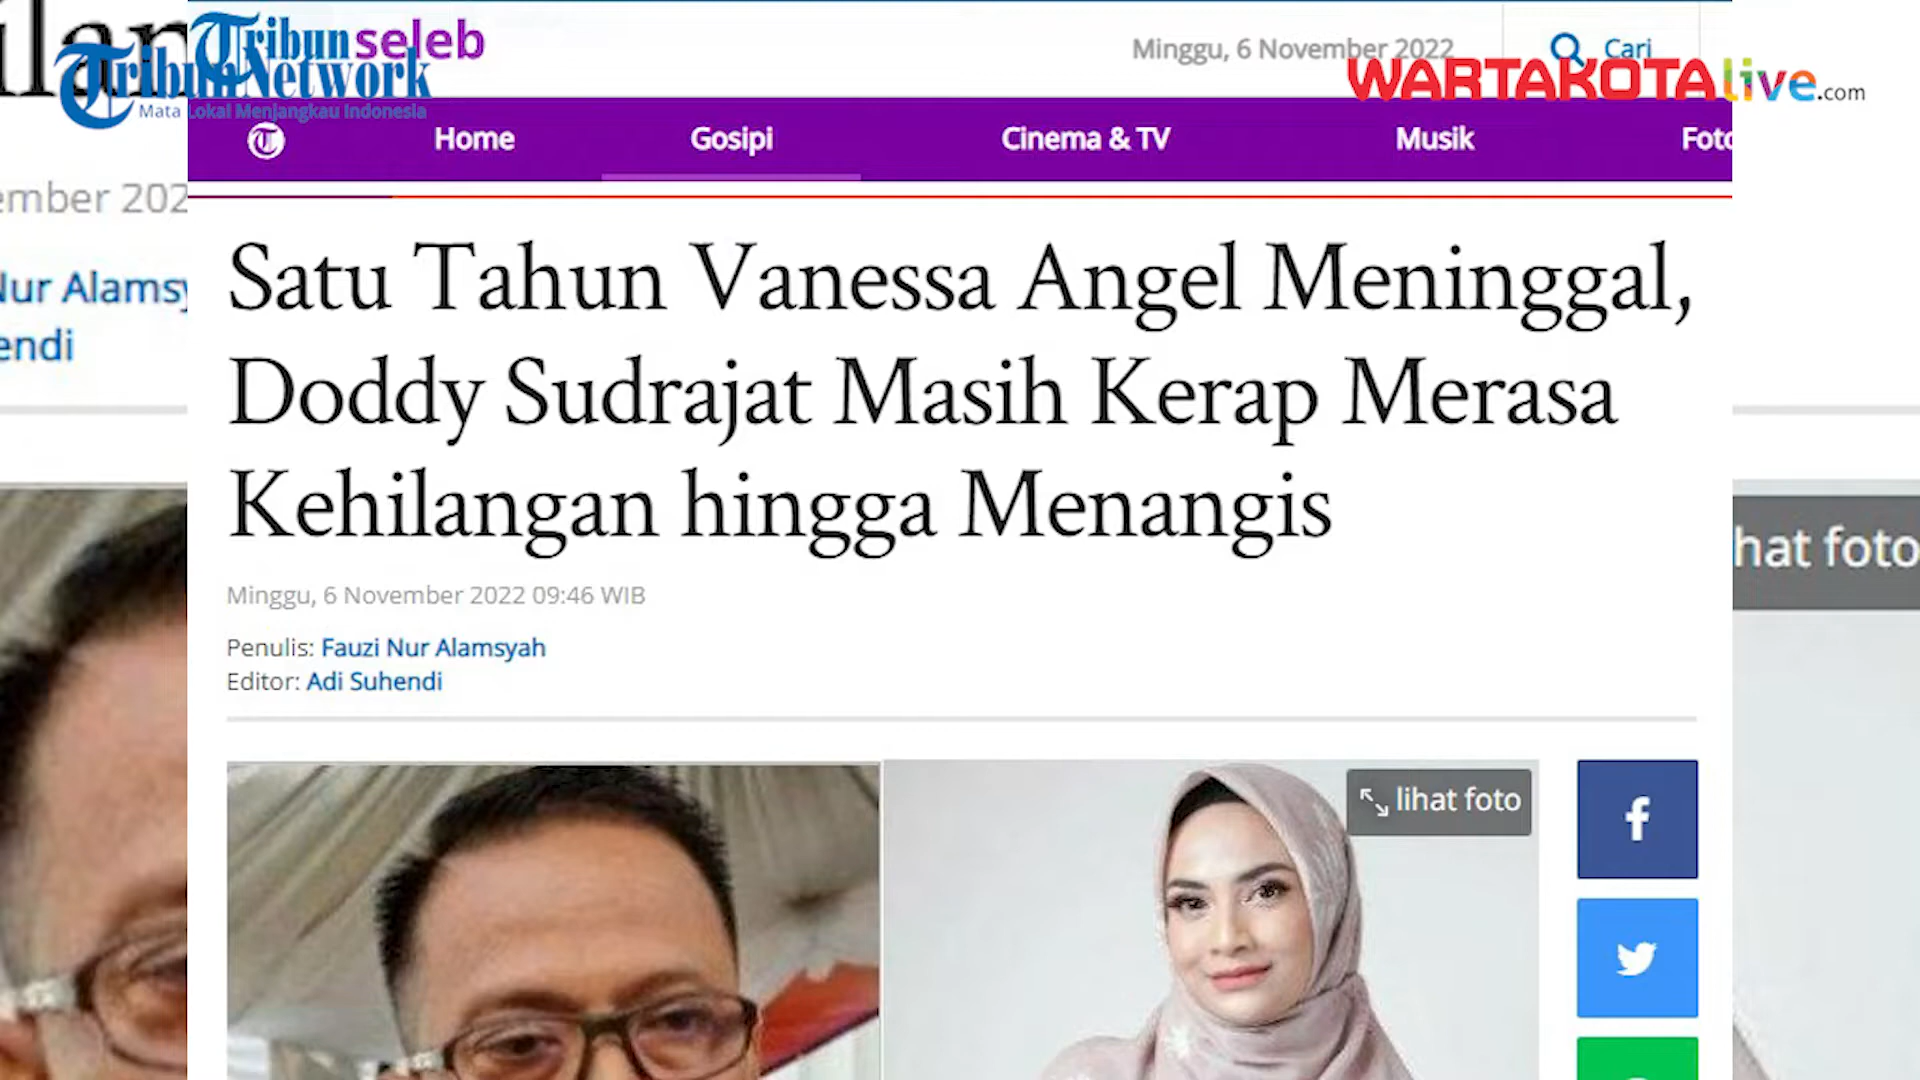 ilan
Tribunseleb
TribunNetwork
Mata Lokal Menjangkau Indonesia
Minggu, 6 November 2022
Cari
WARTAKOTAlive.com
Home
Gosipi
Cinema & TV
Musik
Foto
ember 202
Nur Alamsy
endi
Satu Tahun Vanessa Angel Meninggal,
Doddy Sudrajat Masih Kerap Merasa
Kehilangan hingga Menangis
Minggu, 6 November 2022 09:46 WIB
Penulis: Fauzi Nur Alamsyah
Editor: Adi Suhendi
hat foto
lihat foto